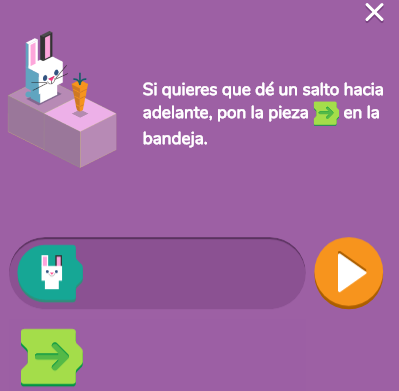 Si quieres que dé un salto hacia
adelante, pon la pieza en la
bandeja.